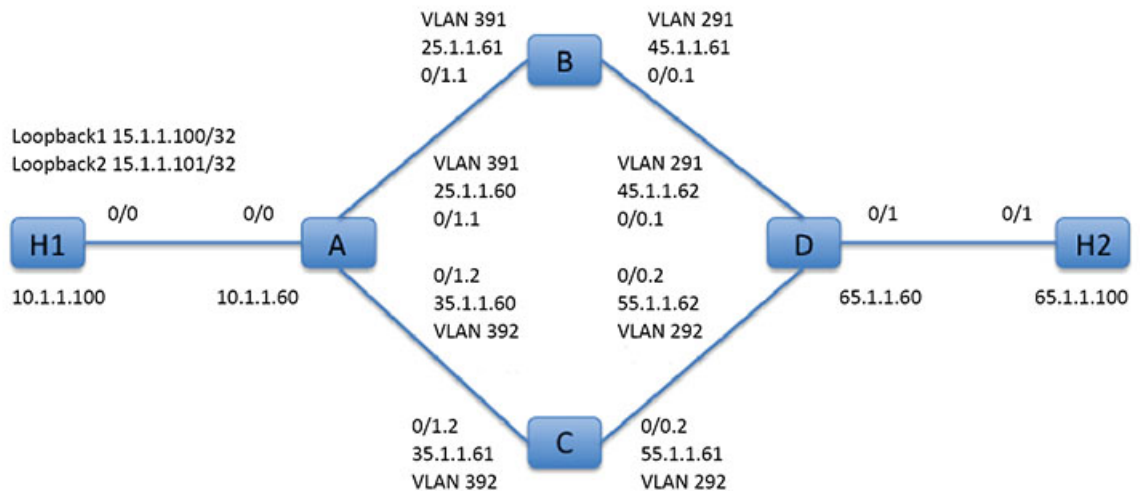 VLAN 391
25.1.1.61
0/1.1
B
VLAN 291
45.1.1.61
0/0.1
Loopback1 15.1.1.100/32
Loopback2 15.1.1.101/32
VLAN 391
25.1.1.60
0/1.1
VLAN 291
45.1.1.62
0/0.1
0/0
0/0
0/1
0/1
H1
A
D
H2
10.1.1.100
10.1.1.60
0/1.2
35.1.1.60
VLAN 392
0/0.2
55.1.1.62
VLAN 292
65.1.1.60
65.1.1.100
0/1.2
35.1.1.61
VLAN 392
C
0/0.2
55.1.1.61
VLAN 292